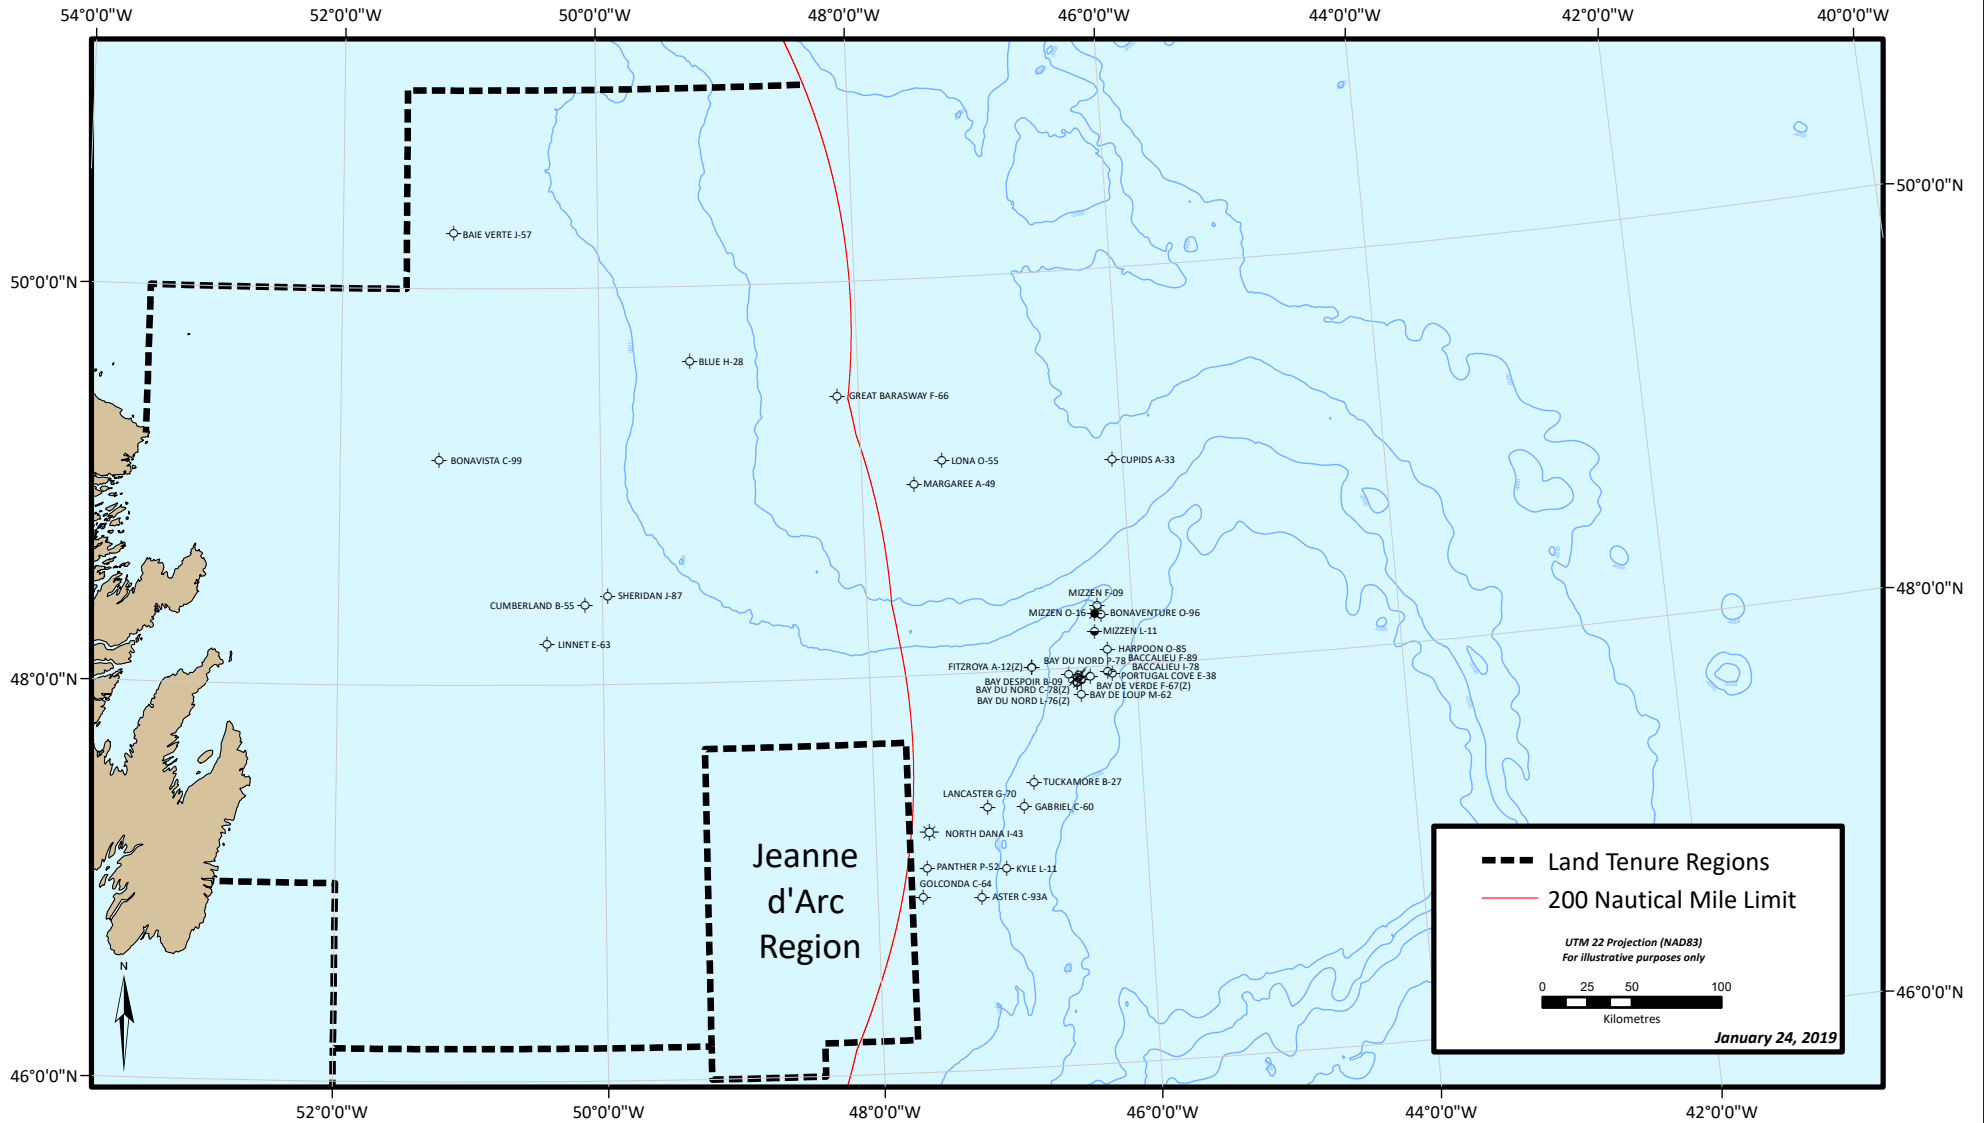 54°0'0"W
52°0'0"W
50°0'0"W
48°0'0"W
46°0'0"W
44°0'0"W
42°0'0"W
40°0'0"W
50°0'0"N
BAIE VERTE J-57
50°0'0"N
BLUE H-28
GREAT BARASWAY F-66
BONAVISTA C-99
LONA O-55
CUPIDS A-33
MARGAREE A-49
48°0'0"N
MIZZEN F-09
SHERIDAN J-87
CUMBERLAND B-55
MIZZEN O-16
BONAVENTURE O-96
MIZZEN L-11
LINNET E-63
HARPOON O-85
BACCALIEU F-89
BAY DU NORD P-78
FITZROYA A-12(Z)
BACCALIEU I-78
PORTUGAL COVE E-38
48°0'0"N
BAY DESPOIR B-09
BAY DE VERDE F-67(Z)
BAY DU NORD C-78(Z)
BAY DE LOUP M-62
BAY DU NORD L-76(Z)
TUCKAMORE B-27
LANCASTER G-70
GABRIEL C-60
NORTH DANA I-43
PANTHER P-52
KYLE L-11
GOLCONDA C-64
ASTER C-93A
Jeanne
d'Arc
Region
Land Tenure Regions
200 Nautical Mile Limit
UTM 22 Projection (NAD83)
For illustrative purposes only
0 25 50 100
Kilometres
January 24, 2019
N
46°0'0"N
46°0'0"N
52°0'0"W
50°0'0"W
48°0'0"W
46°0'0"W
44°0'0"W
42°0'0"W